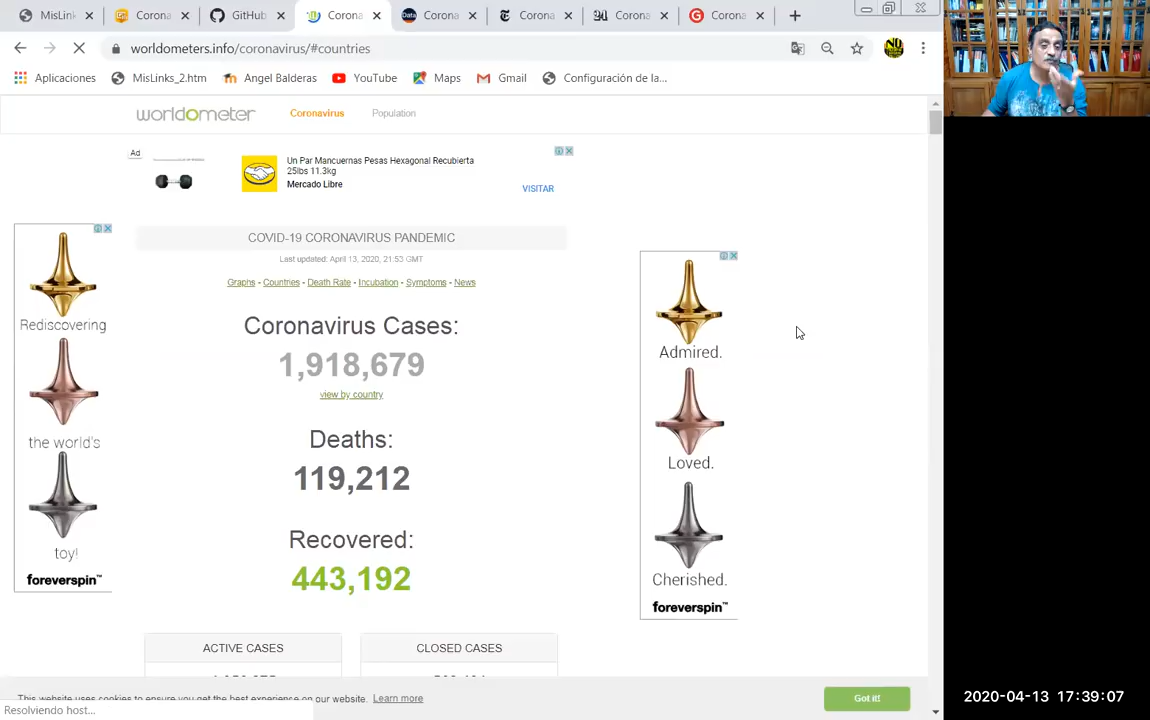 MisLink
Corona
GitHub
Corona
Data
Corona
Corona
Corona
Corona
worldometers.info/coronavirus/#countries
Aplicaciones
MisLinks_2.htm
Angel Balderas
YouTube
Maps
Gmail
Configuración de la...
worldometer
Coronavirus
Population
Ad
Un Par Mancuernas Pesas Hexagonal Recubierta
25lbs 11.3kg
Mercado Libre
VISITAR
COVID-19 CORONAVIRUS PANDEMIC
Last updated: April 13, 2020, 21:53 GMT
Graphs - Countries - Death Rate - Incubation - Symptoms - News
Coronavirus Cases:
1,918,679
view by country
Deaths:
119,212
Recovered:
443,192
ACTIVE CASES
CLOSED CASES
Rediscovering
the world's
toy!
foreverspin™
Admired.
Loved.
Cherished.
foreverspin™
This website uses cookies to ensure you get the best experience on our website. Learn more
Got it!
Resolviendo host...
2020-04-13 17:39:07